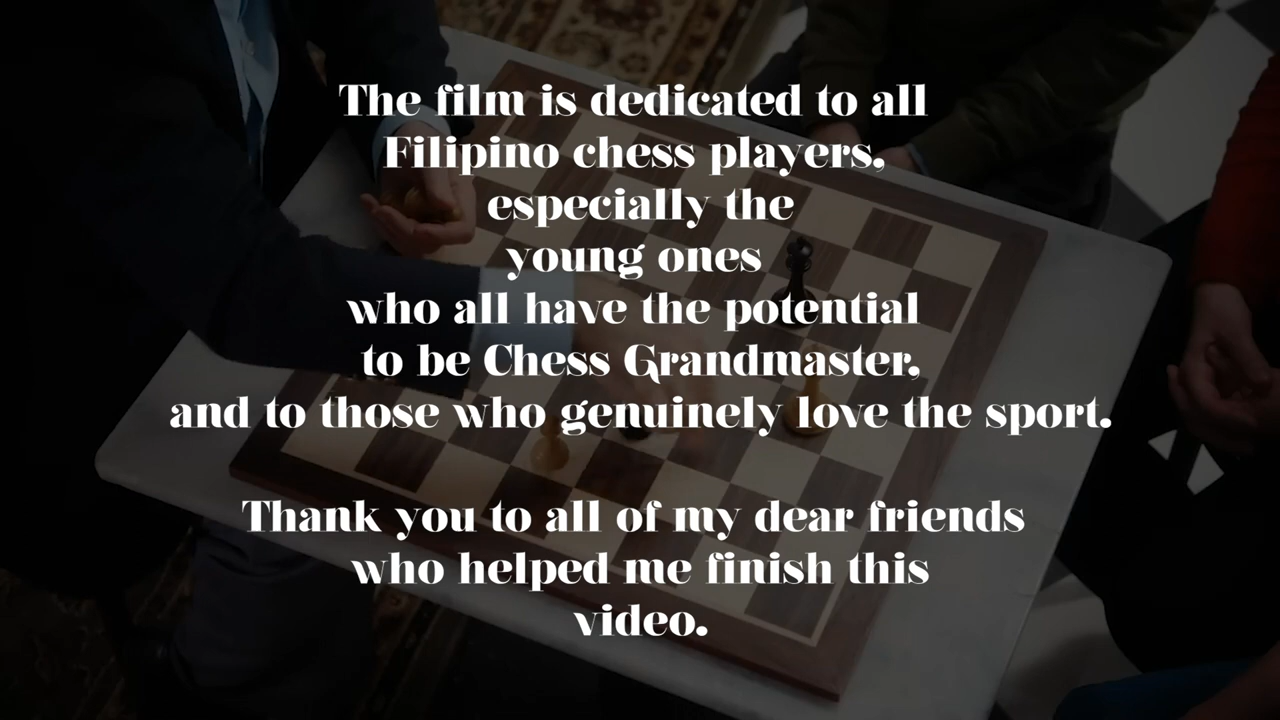 The film is dedicated to all
Filipino chess players,
especially the
young ones
who all have the potential
to be Chess Grandmaster,
and to those who genuinely love the sport.
Thank you to all of my dear friends
who helped me finish this
video.